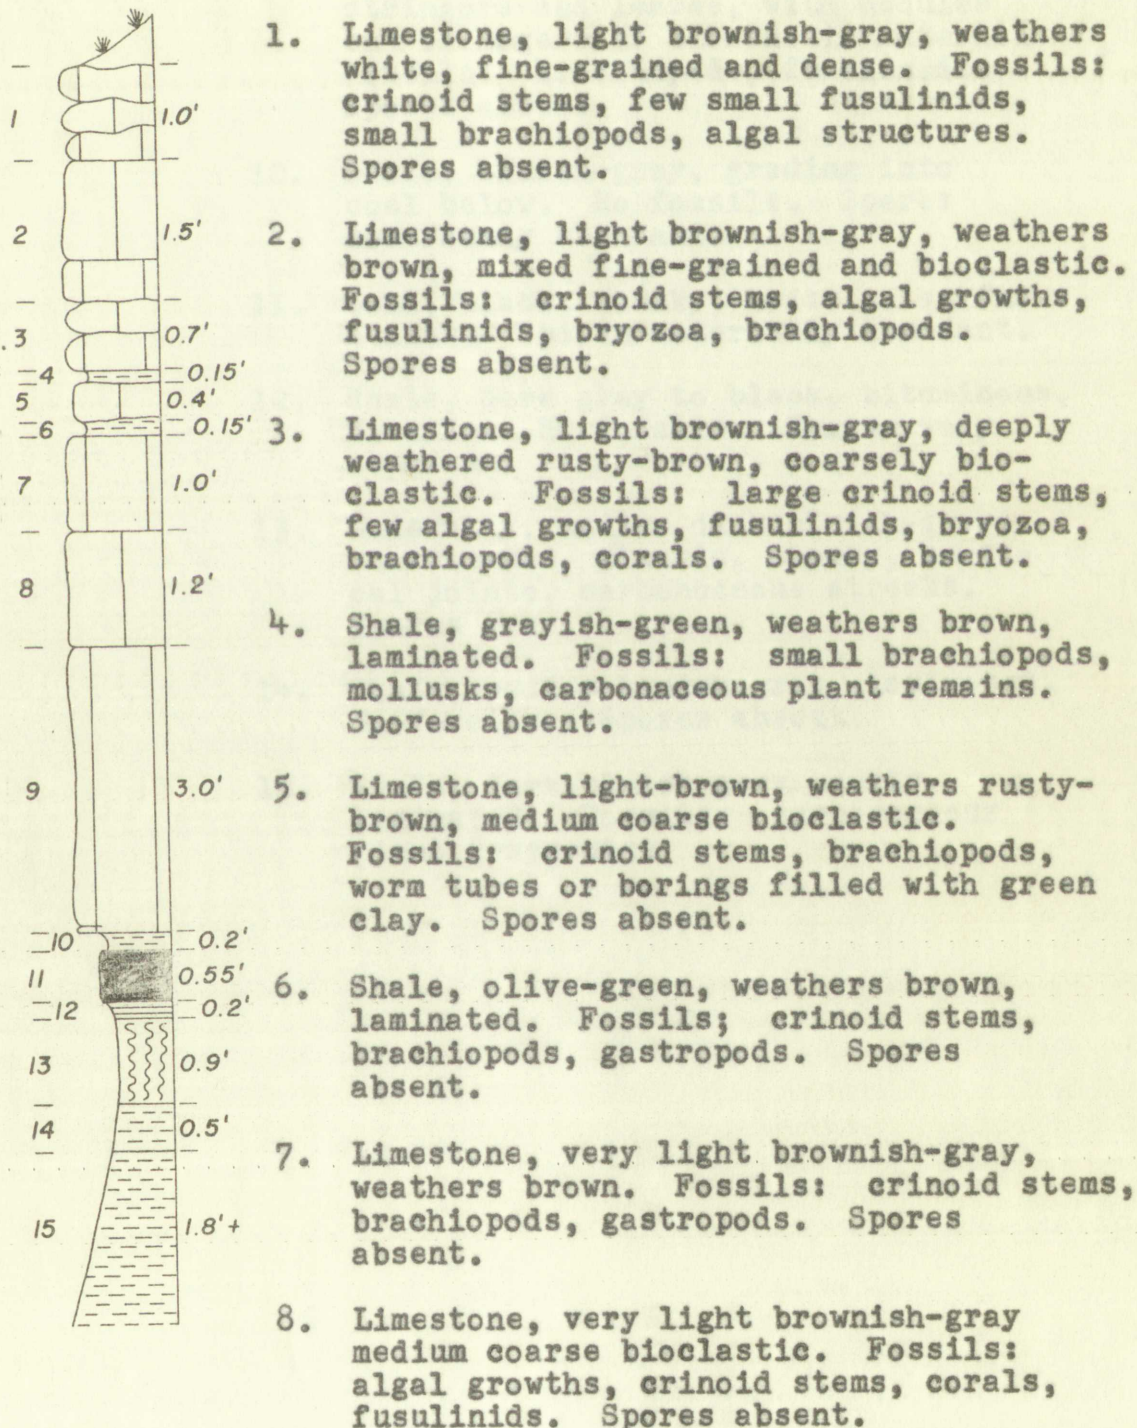 1. Limestone, light brownish-gray, weathers
white, fine-grained and dense. Fossils:
crinoid stems, few small fusulinids,
small brachiopods, algal structures.
Spores absent.
2. Limestone, light brownish-gray, weathers
brown, mixed fine-grained and bioclastic.
Fossils: crinoid stems, algal growths,
fusulinids, bryozoa, brachiopods.
Spores absent.
3. Limestone, light brownish-gray, deeply
weathered rusty-brown, coarsely bio-
clastic. Fossils: large crinoid stems,
few algal growths, fusulinids, bryozoa,
brachiopods, corals. Spores absent.
4. Shale, grayish-green, weathers brown,
laminated. Fossils: small brachiopods,
mollusks, carbonaceous plant remains.
Spores absent.
5. Limestone, light-brown, weathers rusty-
brown, medium coarse bioclastic.
Fossils: crinoid stems, brachiopods,
worm tubes or borings filled with green
clay. Spores absent.
6. Shale, olive-green, weathers brown,
laminated. Fossils; crinoid stems,
brachiopods, gastropods. Spores
absent.
7. Limestone, very light brownish-gray,
weathers brown. Fossils: crinoid stems,
brachiopods, gastropods. Spores
absent.
8. Limestone, very light brownish-gray
medium coarse bioclastic. Fossils:
algal growths, crinoid stems, corals,
fusulinids. Spores absent.
1 1.0'
2 1.5'
3 0.7'
4 0.15'
5 0.4'
6 0.15'
7 1.0'
8 1.2'
9 3.0'
10 0.2'
11 0.55'
12 0.2'
13 0.9'
14 0.5'
15 1.8'+